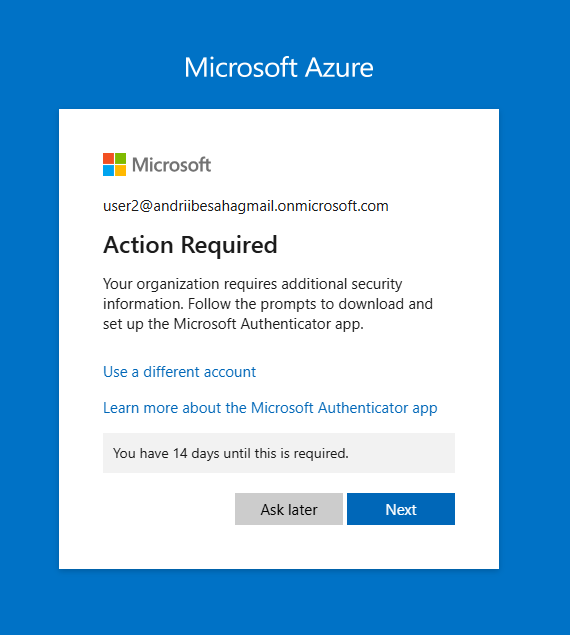 Microsoft Azure
Microsoft
user2@andriibesahagmail.onmicrosoft.com
Action Required
Your organization requires additional security
information. Follow the prompts to download and
set up the Microsoft Authenticator app.
Use a different account
Learn more about the Microsoft Authenticator app
You have 14 days until this is required.
Ask later
Next